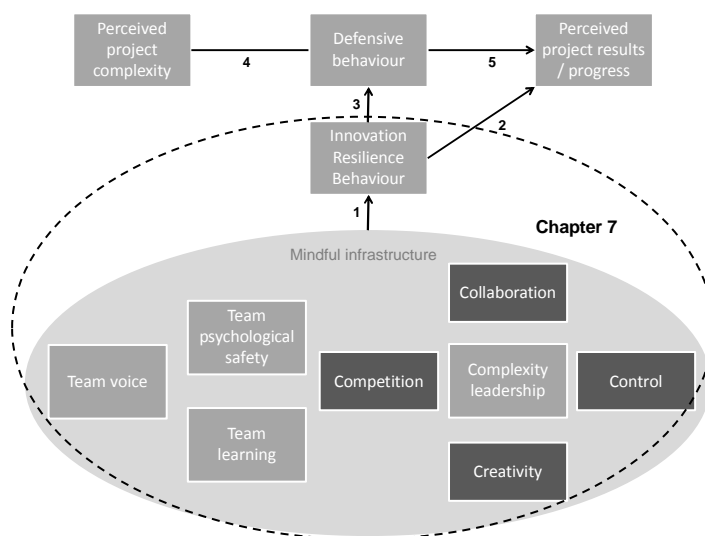 Perceived
project
complexity
4
Defensive
behaviour
5
Perceived
project results
/ progress
3
2
Innovation
Resilience
Behaviour
1
Chapter 7
Mindful infrastructure
Collaboration
Team
psychological
safety
Team voice
Competition
Complexity
leadership
Control
Team
learning
Creativity